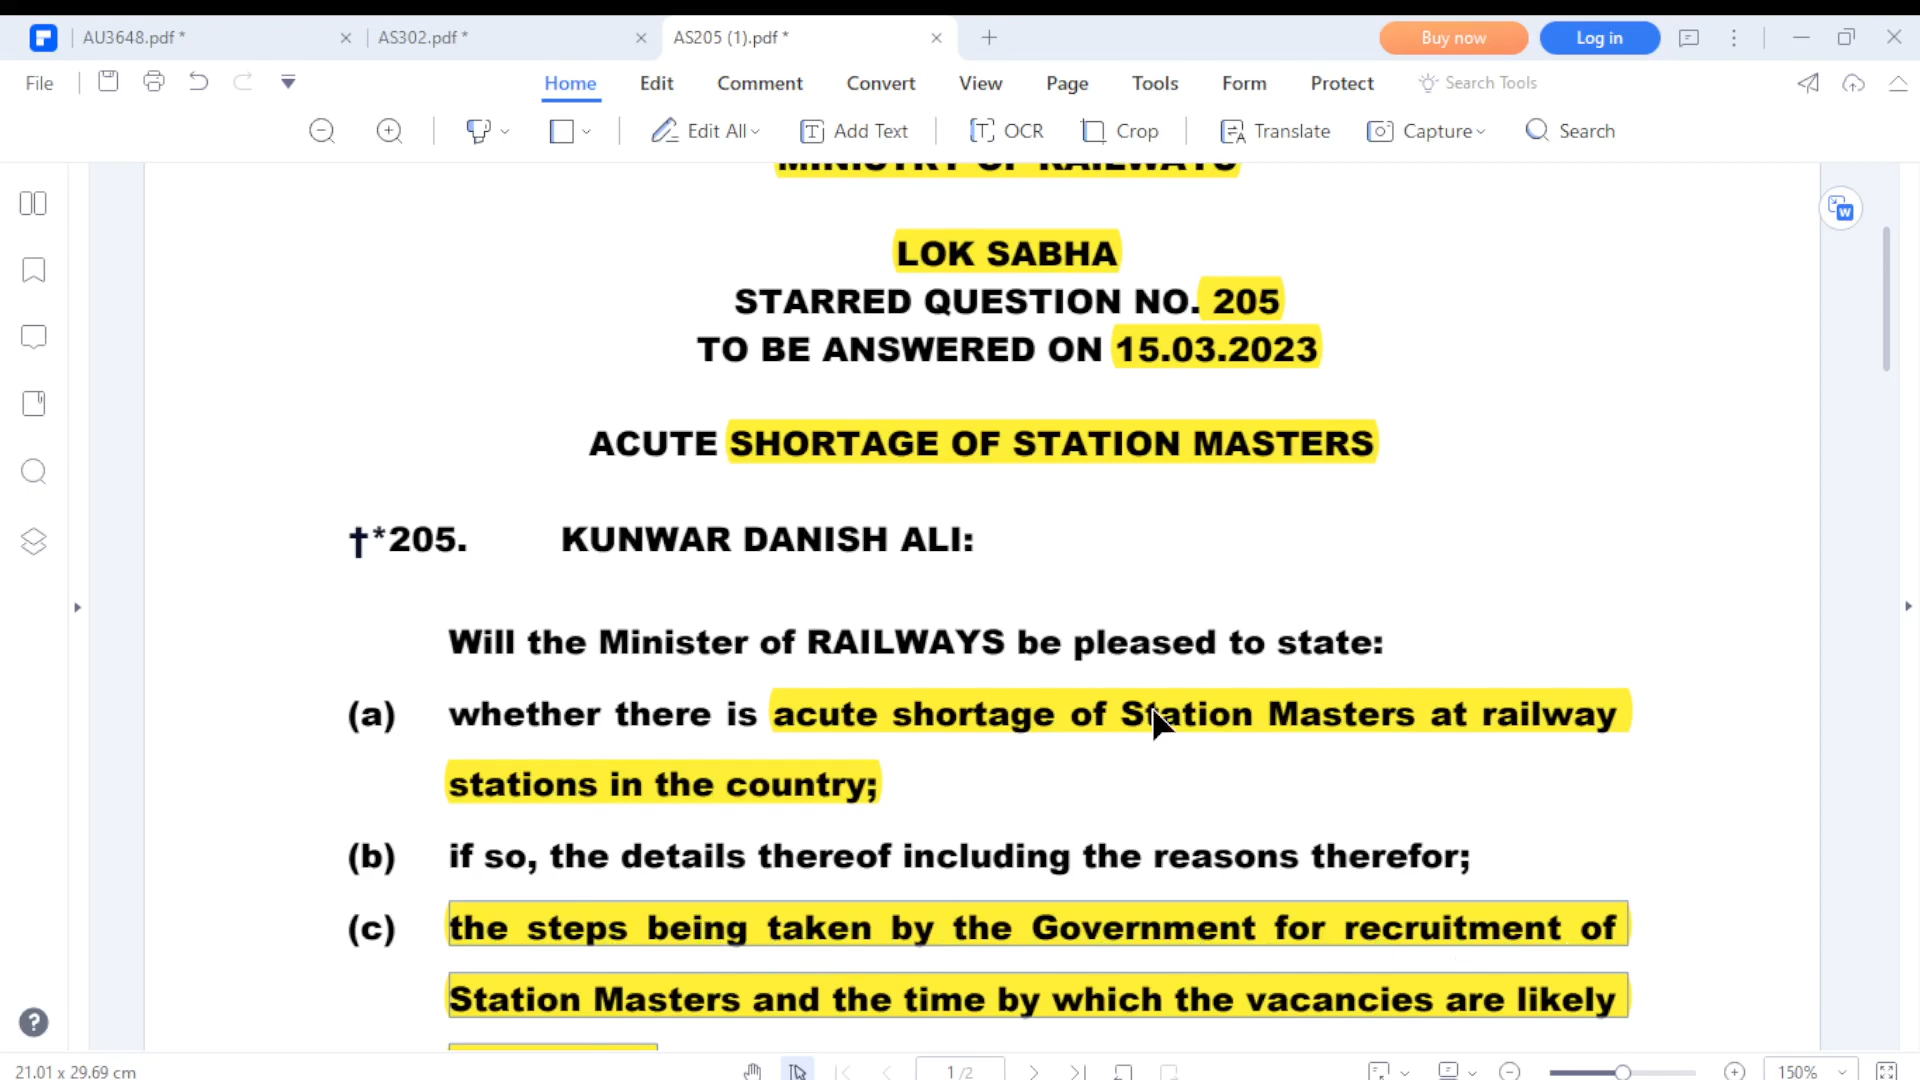 AU3648.pdf *
AS302.pdf *
AS205 (1).pdf *
Buy now
Log in
File
Home
Edit
Comment
Convert
View
Page
Tools
Form
Protect
Search Tools
Edit All
Add Text
OCR
Crop
Translate
Capture
Search
MINISTRY OF RAILWAYS
LOK SABHA
STARRED QUESTION NO. 205
TO BE ANSWERED ON 15.03.2023
ACUTE SHORTAGE OF STATION MASTERS
†*205. KUNWAR DANISH ALI:
Will the Minister of RAILWAYS be pleased to state:
(a) whether there is acute shortage of Station Masters at railway
stations in the country;
(b) if so, the details thereof including the reasons therefor;
(c) the steps being taken by the Government for recruitment of
Station Masters and the time by which the vacancies are likely
21.01 x 29.69 cm
1 /2
150%